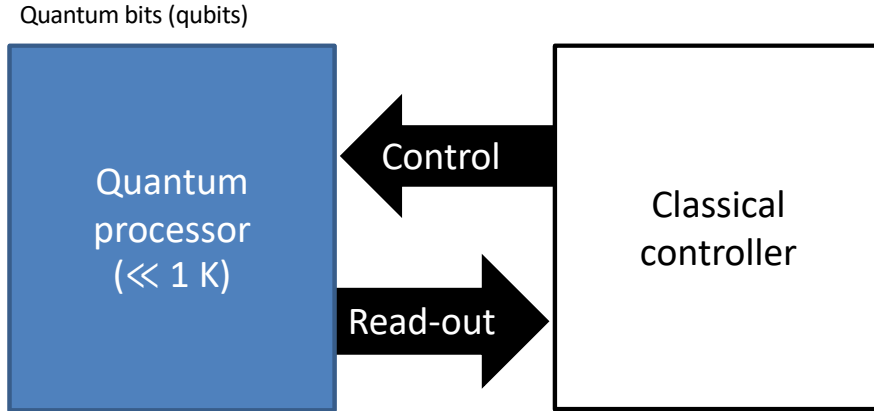 Quantum bits (qubits)
Quantum
processor
(≪ 1 K)
Control
Read-out
Classical
controller